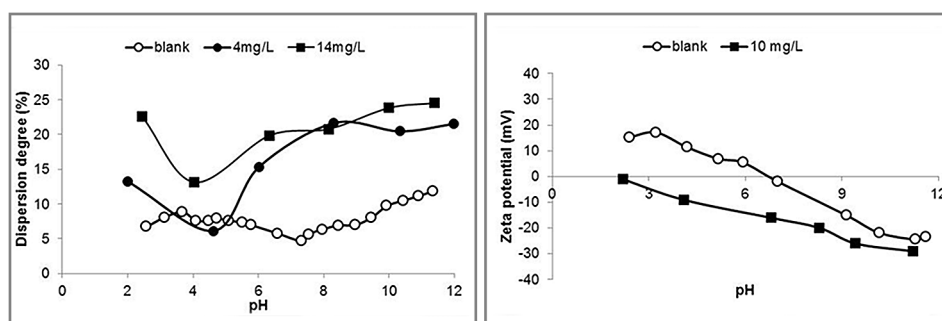 blank 4mg/L 14mg/L
30
25
20
15
10
5
0
Dispersion degree (%)
0 2 4 6 8 10 12
pH
blank 10 mg/L
40
30
20
10
0
-10
-20
-30
-40
Zeta potential (mV)
0 3 6 9 12
pH